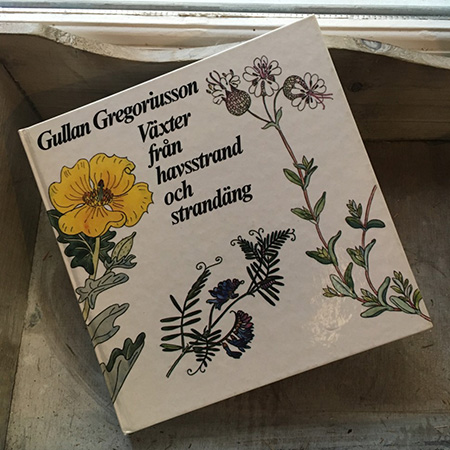 Gullan Gregoriusson
Växter
från
havsstrand
och
strandäng